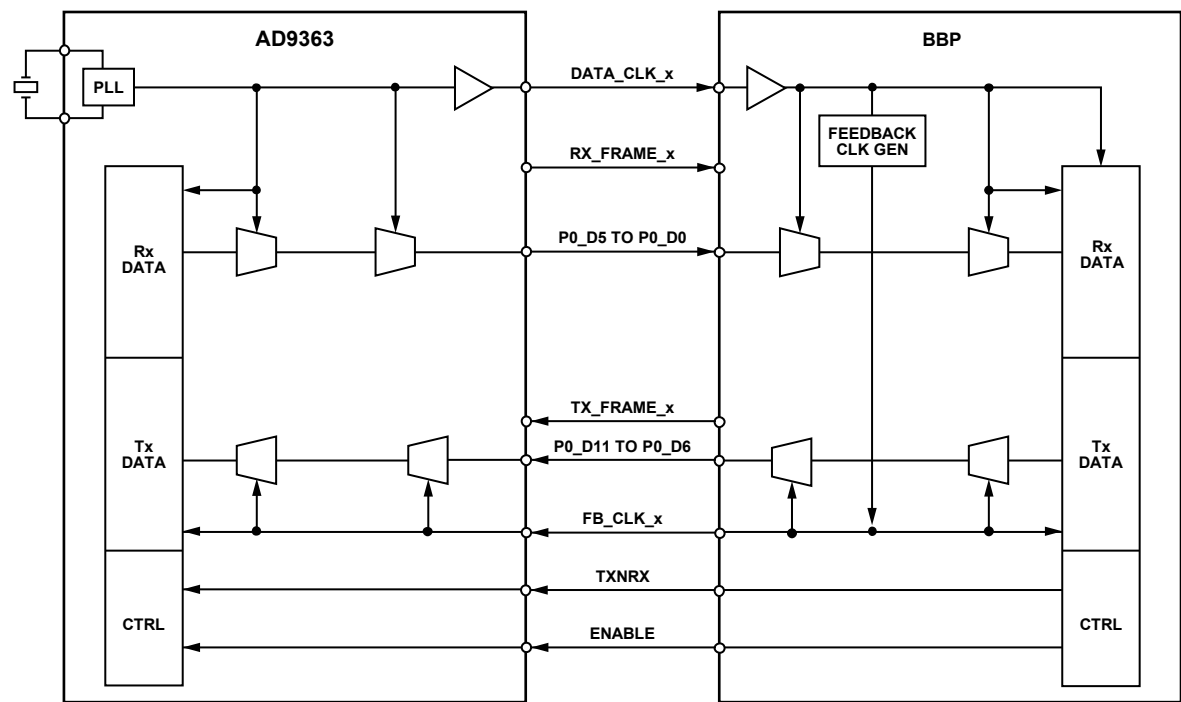 AD9363
BBP
PLL
DATA_CLK_x
FEEDBACK
CLK GEN
RX_FRAME_x
Rx
DATA
P0_D5 TO P0_D0
Rx
DATA
TX_FRAME_x
Tx
DATA
P0_D11 TO P0_D6
Tx
DATA
FB_CLK_x
TXNRX
CTRL
CTRL
ENABLE